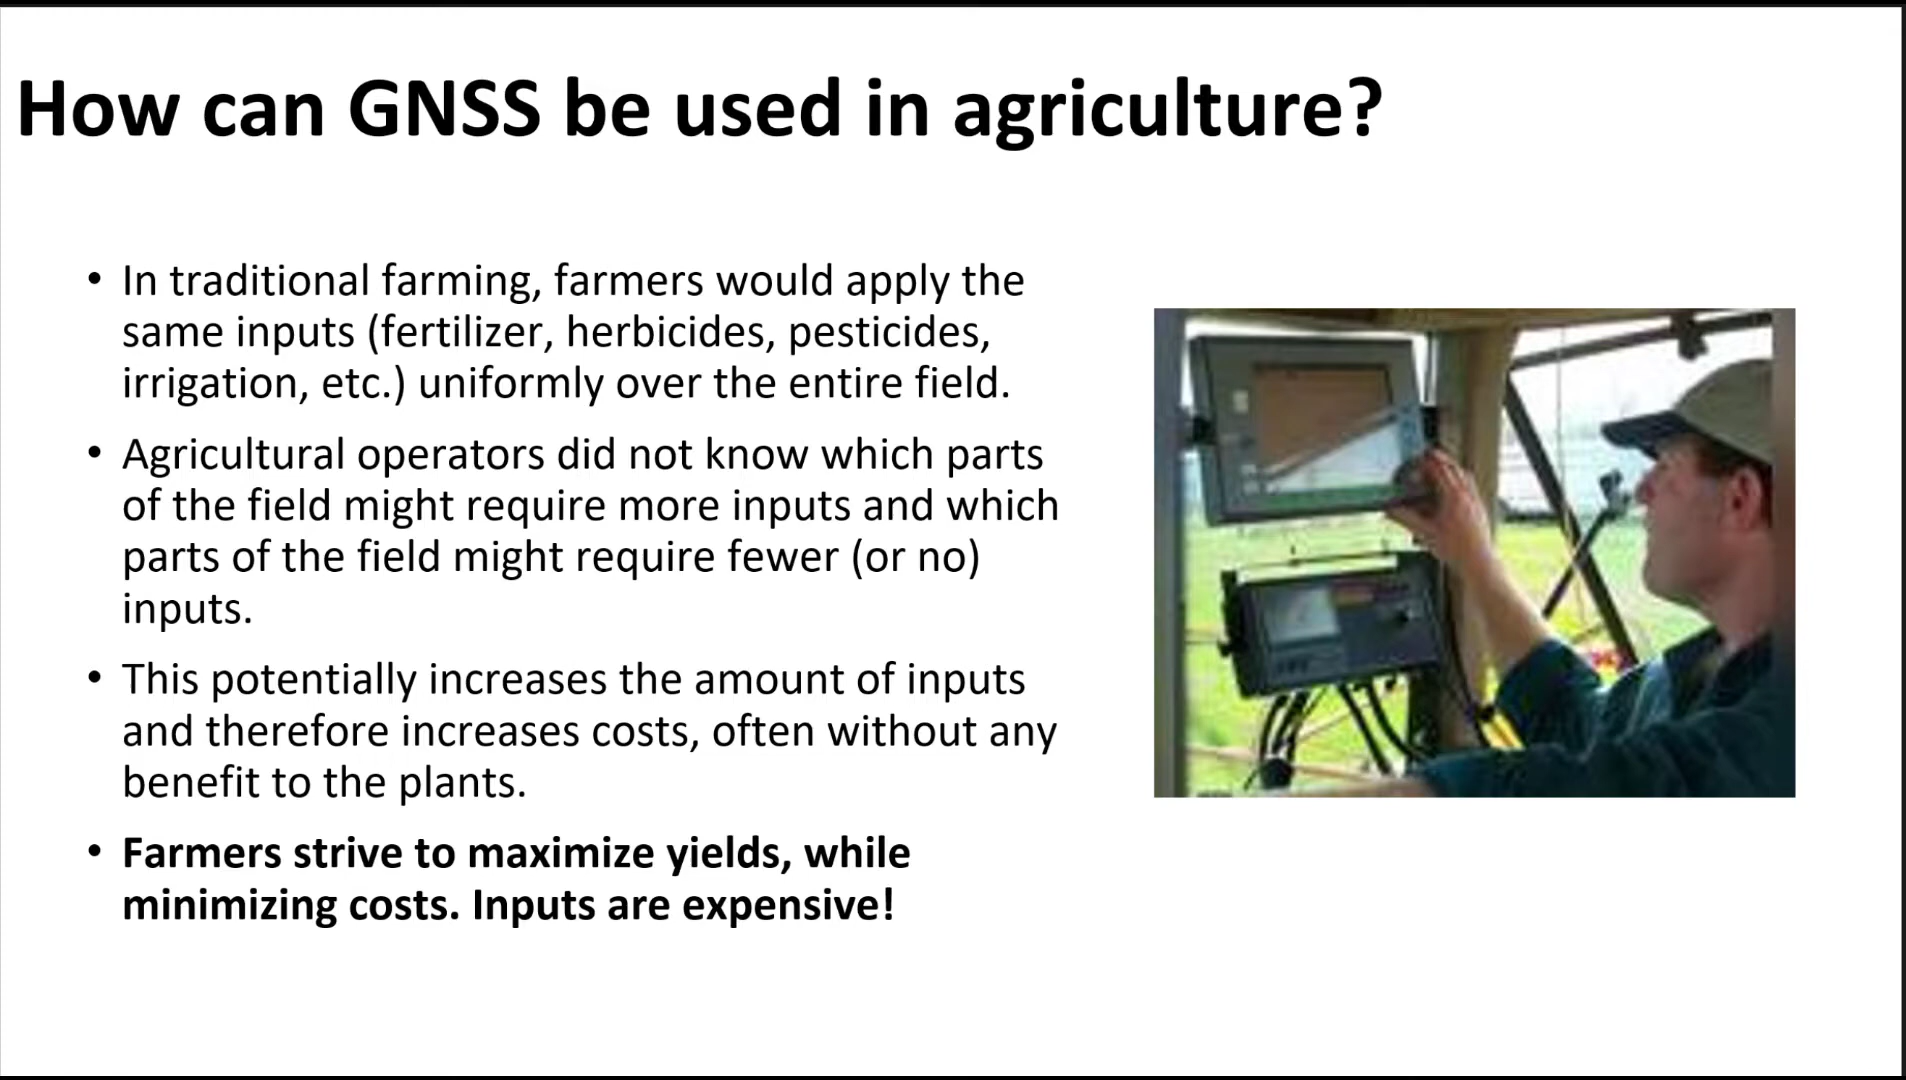 How can GNSS be used in agriculture?
• In traditional farming, farmers would apply the
same inputs (fertilizer, herbicides, pesticides,
irrigation, etc.) uniformly over the entire field.
• Agricultural operators did not know which parts
of the field might require more inputs and which
parts of the field might require fewer (or no)
inputs.
• This potentially increases the amount of inputs
and therefore increases costs, often without any
benefit to the plants.
• Farmers strive to maximize yields, while
minimizing costs. Inputs are expensive!